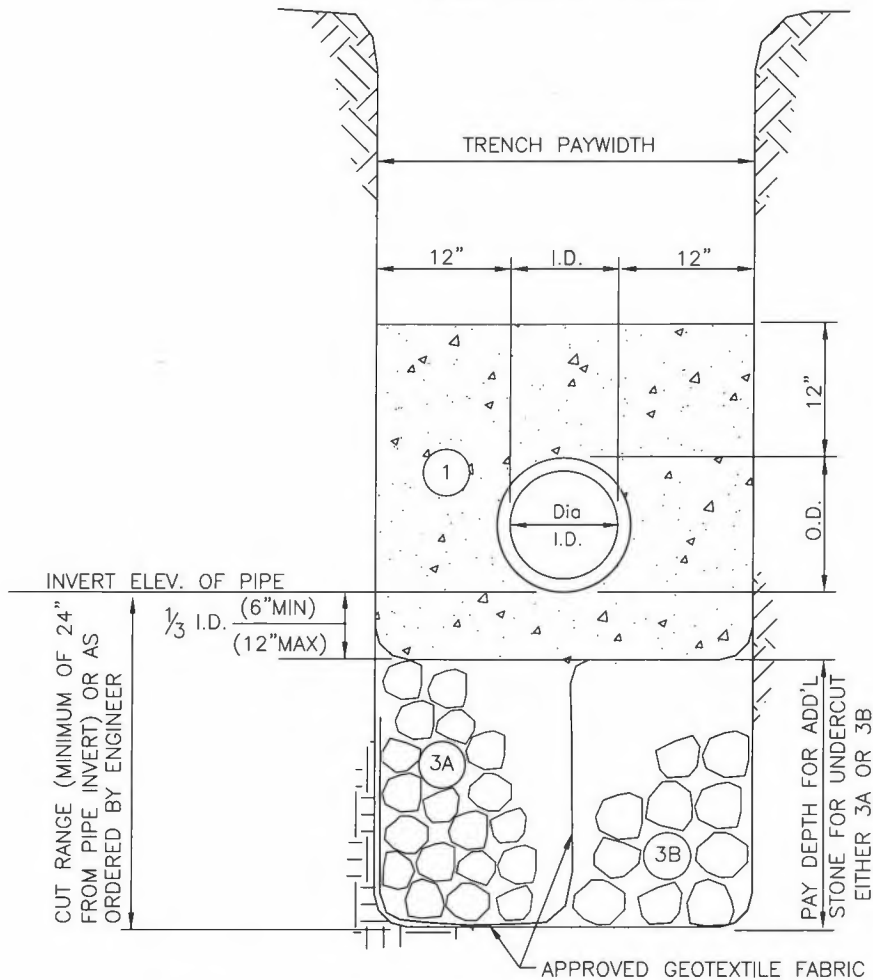 TRENCH PAYWIDTH
12"
I.D.
12"
12"
1
Dia
I.D.
O.D.
INVERT ELEV. OF PIPE
⅓ I.D.
(6"MIN)
(12"MAX)
CUT RANGE (MINIMUM OF 24"
FROM PIPE INVERT) OR AS
ORDERED BY ENGINEER
3A
3B
PAY DEPTH FOR ADD'L
STONE FOR UNDERCUT
EITHER 3A OR 3B
APPROVED GEOTEXTILE FABRIC